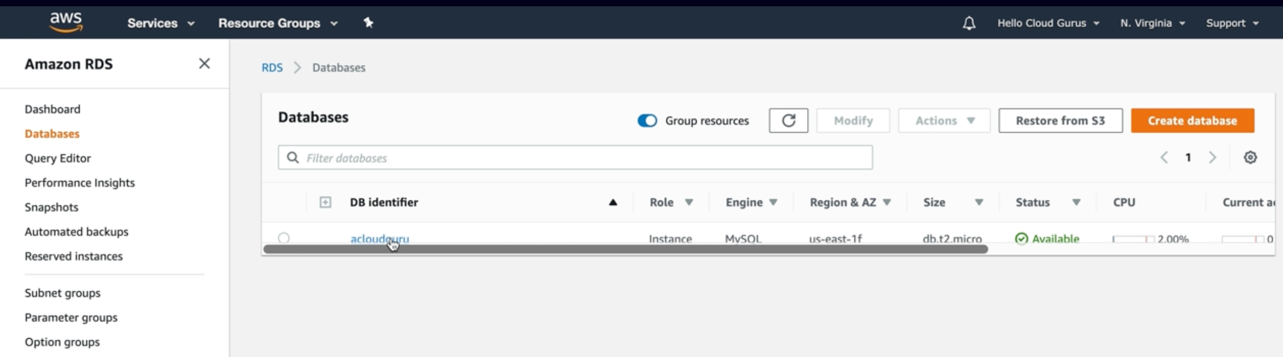 aws Services Resource Groups Hello Cloud Gurus N. Virginia Support
Amazon RDS
Dashboard
Databases
Query Editor
Performance Insights
Snapshots
Automated backups
Reserved instances
Subnet groups
Parameter groups
Option groups
RDS > Databases
Databases Group resources Modify Actions Restore from S3 Create database
Filter databases 1
DB identifier Role Engine Region & AZ Size Status CPU Current
acloudguru Instance MySQL us-east-1f db.t2.micro Available 2.00% 0